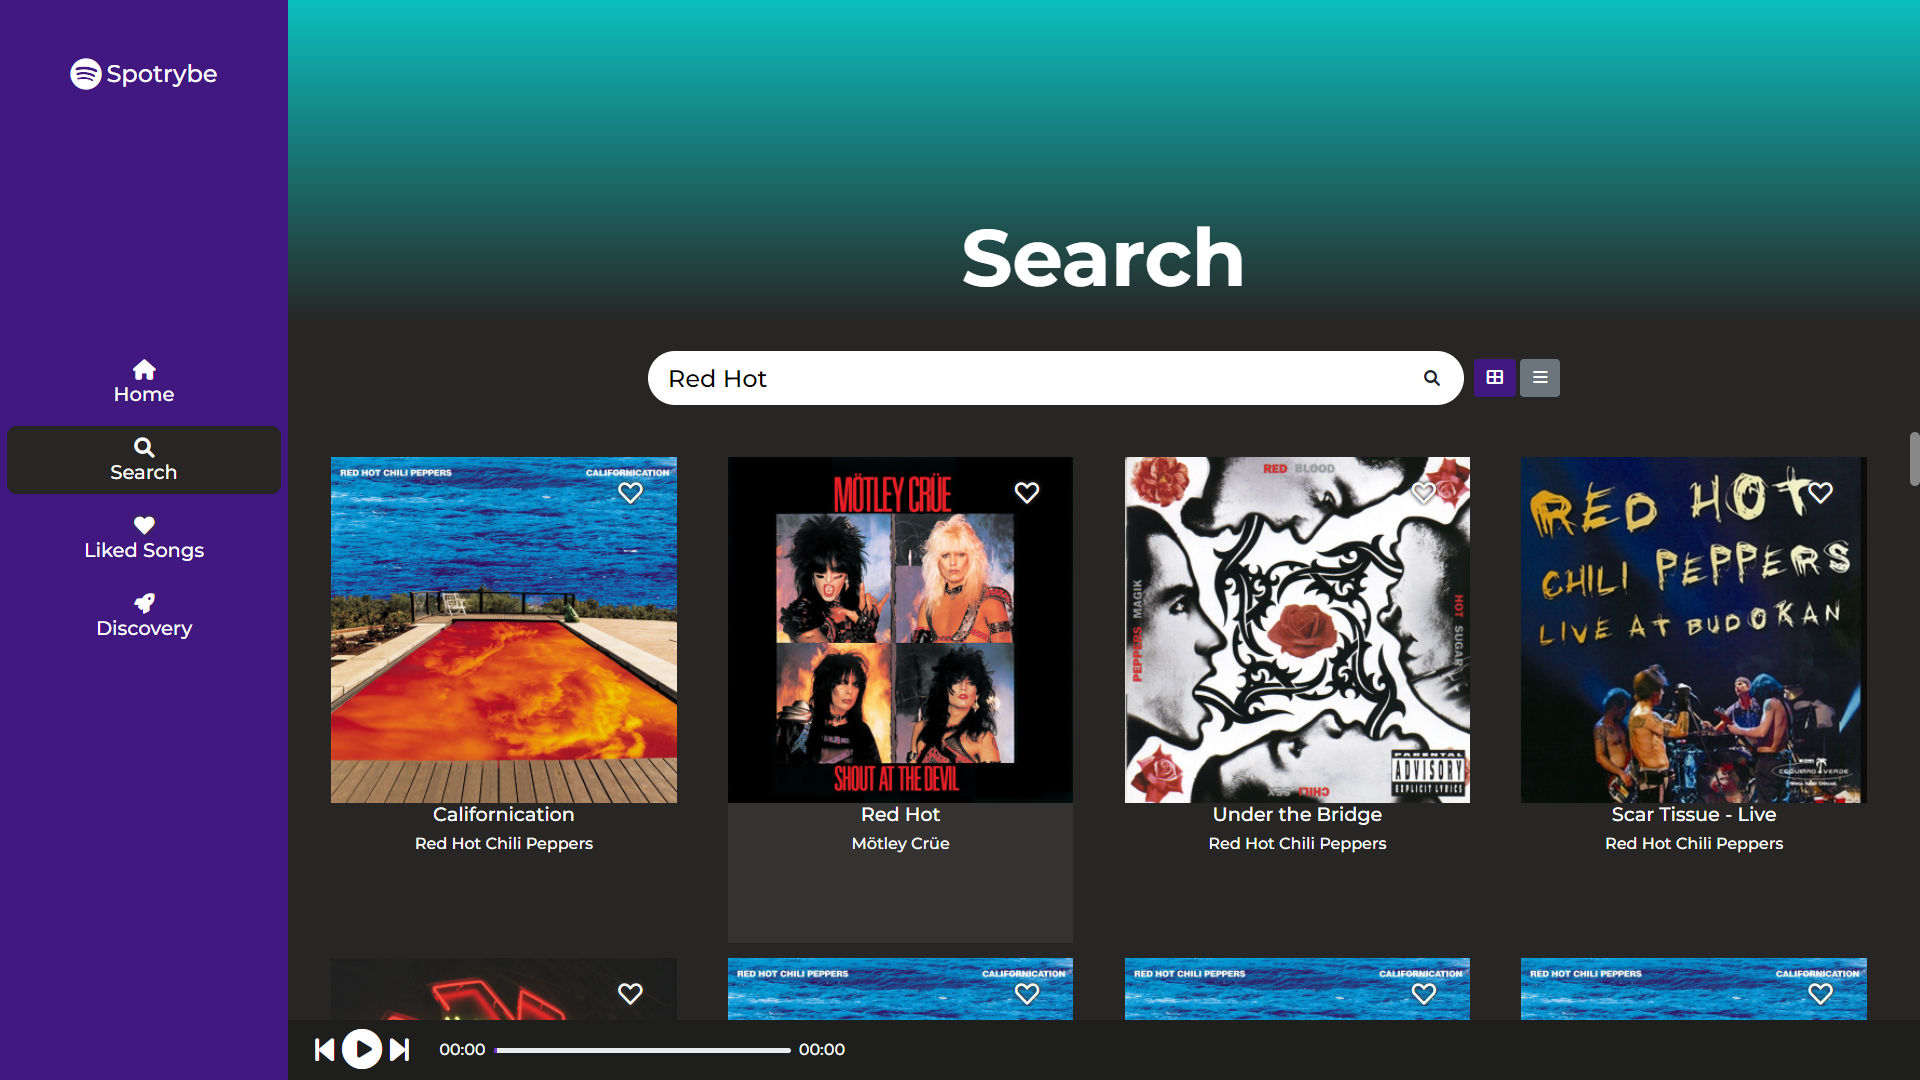 Spotrybe
Home
Search
Liked Songs
Discovery
Search
Red Hot
RED HOT CHILI PEPPERS
CALIFORNICATION
Californication
Red Hot Chili Peppers
MÖTLEY CRÜE
SHOUT AT THE DEVIL
Red Hot
Mötley Crüe
RED BLOOD
HOT SUGAR
CHILI SEX
PEPPERS MAGIK
PARENTAL
ADVISORY
EXPLICIT LYRICS
Under the Bridge
Red Hot Chili Peppers
RED HOT
CHILI PEPPERS
LIVE AT BUDOKAN
Scar Tissue - Live
Red Hot Chili Peppers
RED HOT CHILI PEPPERS
CALIFORNICATION
RED HOT CHILI PEPPERS
CALIFORNICATION
RED HOT CHILI PEPPERS
CALIFORNICATION
00:00
00:00